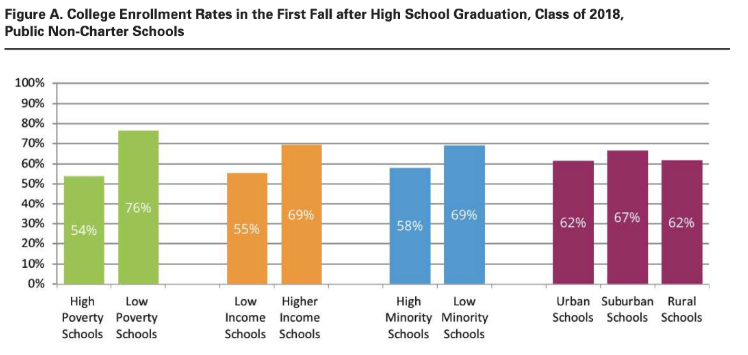 Figure A. College Enrollment Rates in the First Fall after High School Graduation, Class of 2018,
Public Non-Charter Schools
100%
90%
80%
70%
60%
50%
40%
30%
20%
10%
0%
54%
76%
55%
69%
58%
69%
62%
67%
62%
High Poverty Schools
Low Poverty Schools
Low Income Schools
Higher Income Schools
High Minority Schools
Low Minority Schools
Urban Schools
Suburban Schools
Rural Schools